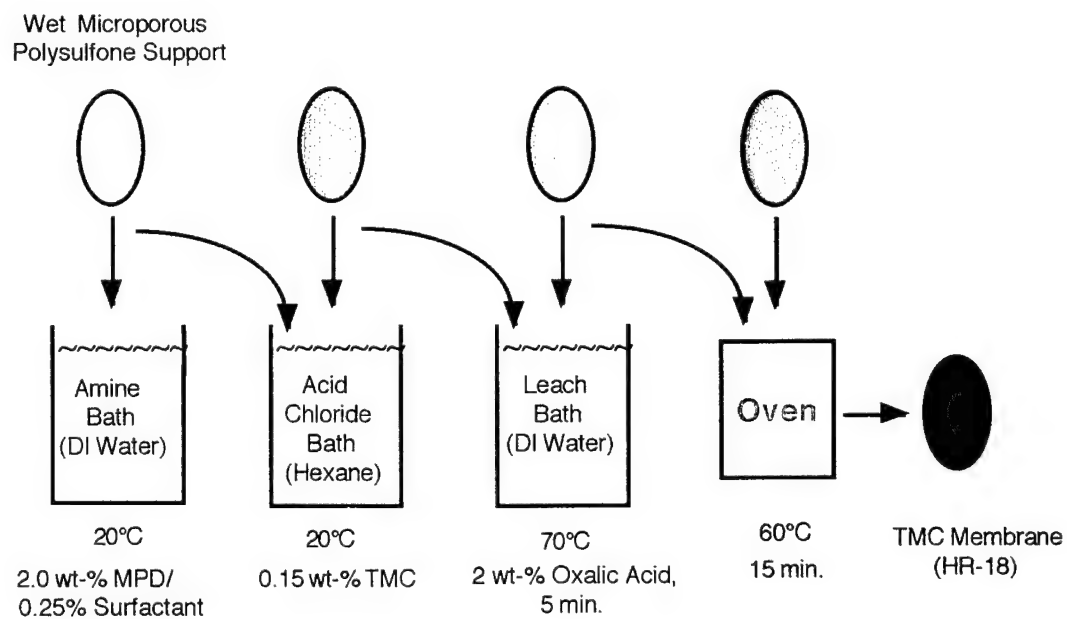 Wet Microporous
Polysulfone Support
Amine
Bath
(DI Water)
Acid
Chloride
Bath
(Hexane)
Leach
Bath
(DI Water)
Oven
20°C
2.0 wt-% MPD/
0.25% Surfactant
20°C
0.15 wt-% TMC
70°C
2 wt-% Oxalic Acid,
5 min.
60°C
15 min.
TMC Membrane
(HR-18)